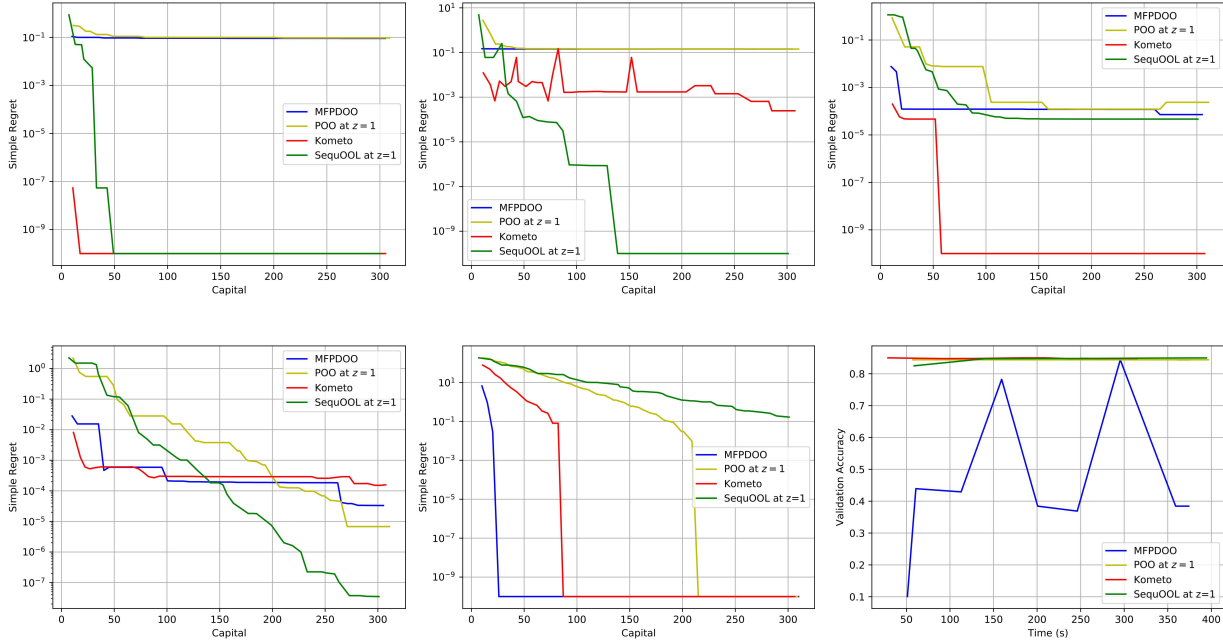 10⁻¹
10⁻³
10⁻⁵
10⁻⁷
10⁻⁹
Simple Regret
0 50 100 150 200 250 300
Capital
MFPDOO
POO at z = 1
Kometo
SequOOL at z=1
10¹
10⁻¹
10⁻³
10⁻⁵
10⁻⁷
10⁻⁹
Simple Regret
0 50 100 150 200 250 300
Capital
MFPDOO
POO at z = 1
Kometo
SequOOL at z=1
10⁻¹
10⁻³
10⁻⁵
10⁻⁷
10⁻⁹
Simple Regret
0 50 100 150 200 250 300
Capital
MFPDOO
POO at z = 1
Kometo
SequOOL at z=1
10⁰
10⁻¹
10⁻²
10⁻³
10⁻⁴
10⁻⁵
10⁻⁶
10⁻⁷
Simple Regret
0 50 100 150 200 250 300
Capital
MFPDOO
POO at z = 1
Kometo
SequOOL at z=1
10¹
10⁻¹
10⁻³
10⁻⁵
10⁻⁷
10⁻⁹
Simple Regret
0 50 100 150 200 250 300
Capital
MFPDOO
POO at z = 1
Kometo
SequOOL at z=1
0.8
0.7
0.6
0.5
0.4
0.3
0.2
0.1
Validation Accuracy
0 50 100 150 200 250 300 350 400
Time (s)
MFPDOO
POO at z = 1
Kometo
SequOOL at z=1